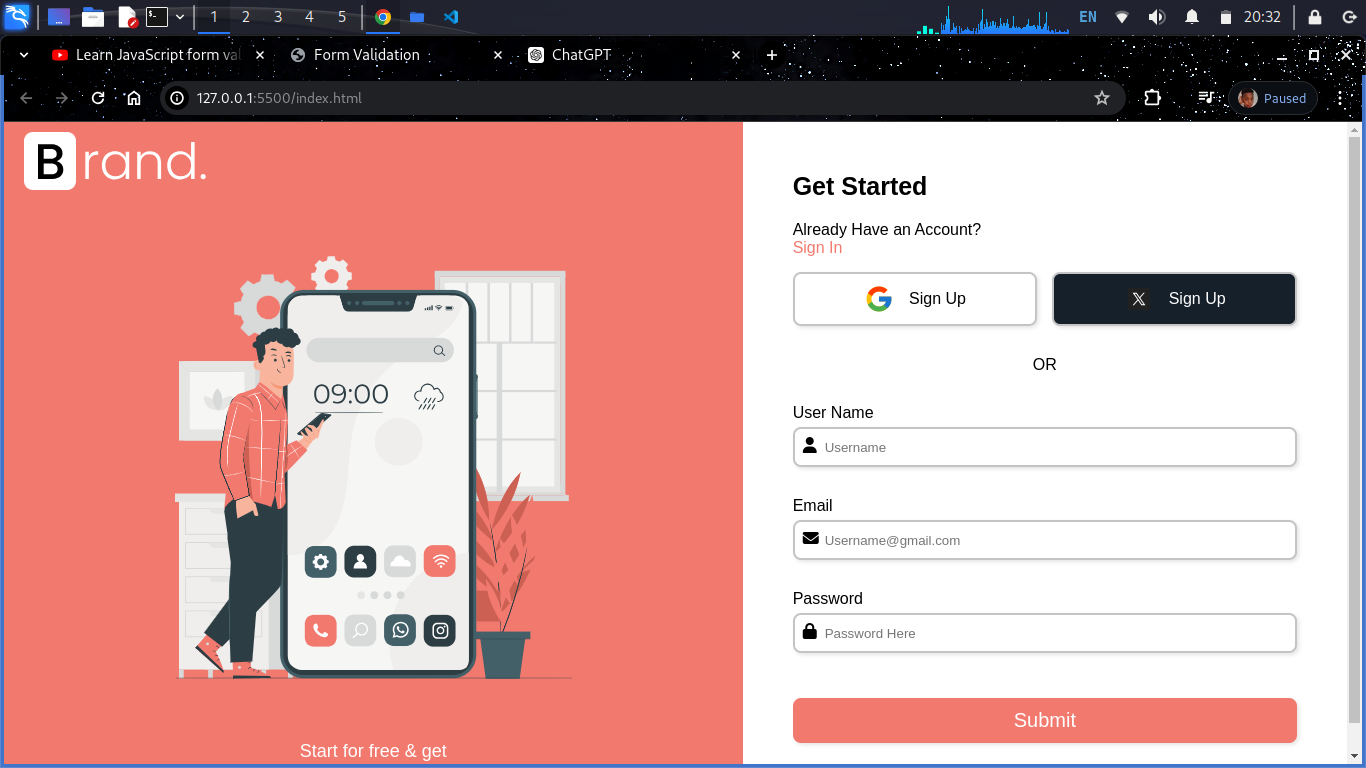 1 2 3 4 5 EN 20:32
Learn JavaScript form val
Form Validation
ChatGPT
127.0.0.1:5500/index.html
Paused
Brand.
09:00
Start for free & get
Get Started
Already Have an Account?
Sign In
Sign Up
Sign Up
OR
User Name
Username
Email
Username@gmail.com
Password
Password Here
Submit